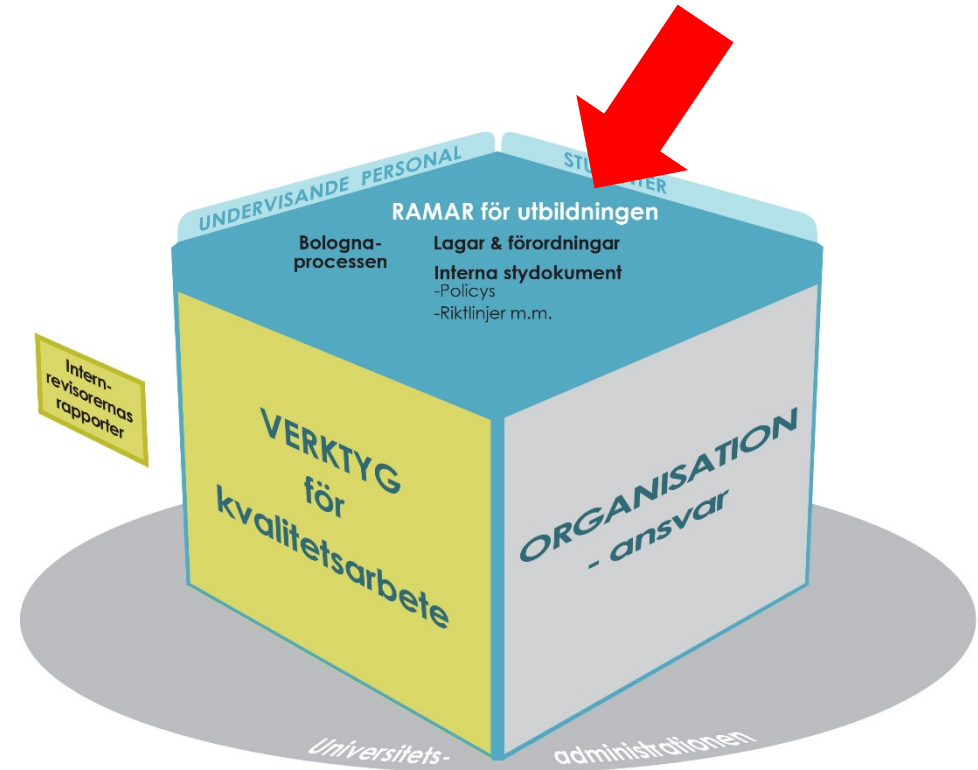 UNDERVISANDE PERSONAL
RAMAR för utbildningen
Bologna-
processen
Lagar & förordningar
Interna stydokument
-Policys
-Riktlinjer m.m.
Intern-
revisorernas
rapporter
VERKTYG
för
kvalitetsarbete
ORGANISATION
- ansvar
Universitets-
administrationen